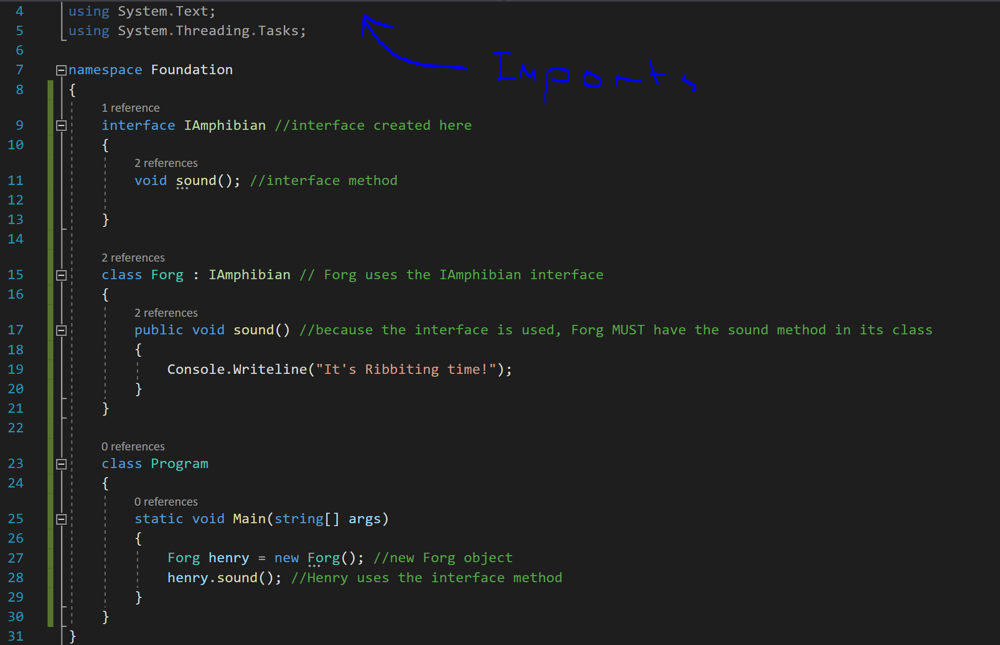 4 using System.Text;
5 using System.Threading.Tasks;
Imports
6
7 namespace Foundation
8 {
1 reference
9 interface IAmphibian //interface created here
10 {
2 references
11 void sound(); //interface method
12
13 }
14
2 references
15 class Forg : IAmphibian // Forg uses the IAmphibian interface
16 {
2 references
17 public void sound() //because the interface is used, Forg MUST have the sound method in its class
18 {
19 Console.Writeline("It's Ribbiting time!");
20 }
21 }
22
0 references
23 class Program
24 {
0 references
25 static void Main(string[] args)
26 {
27 Forg henry = new Forg(); //new Forg object
28 henry.sound(); //Henry uses the interface method
29 }
30 }
31 }